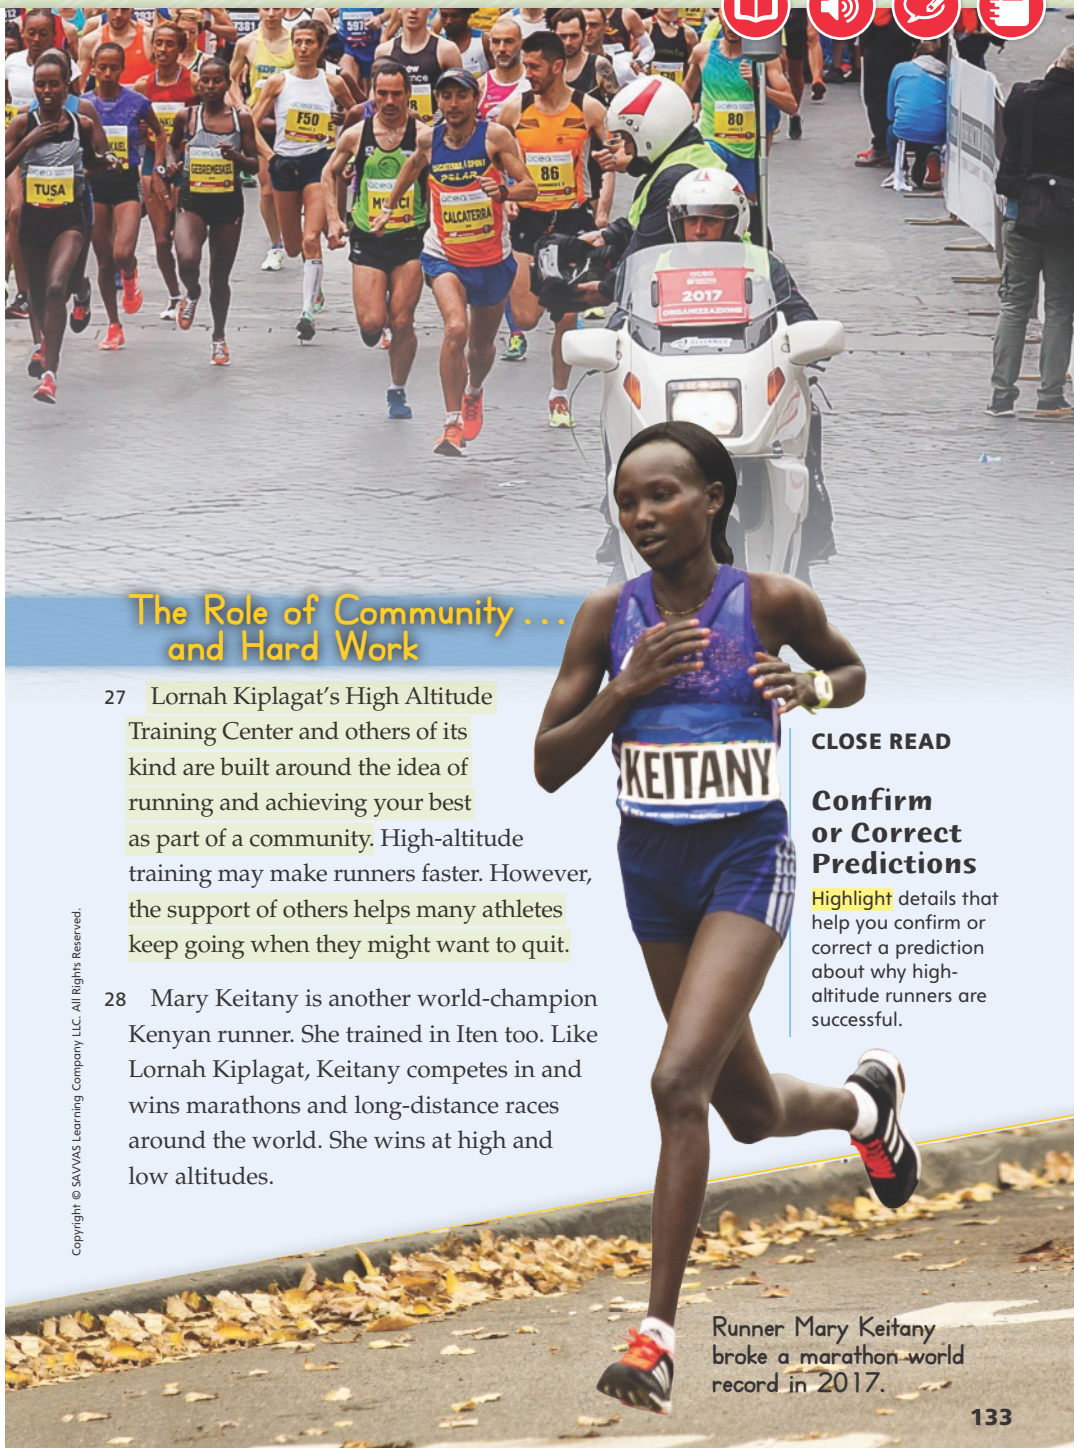 7381
597
TUSA
F50
GEBREMESKEL
CALCATERRA
86
80
2017
ORGANIZZAZIONE
The Role of Community . . .
and Hard Work
27 Lornah Kiplagat’s High Altitude
Training Center and others of its
kind are built around the idea of
running and achieving your best
as part of a community. High-altitude
training may make runners faster. However,
the support of others helps many athletes
keep going when they might want to quit.
28 Mary Keitany is another world-champion
Kenyan runner. She trained in Iten too. Like
Lornah Kiplagat, Keitany competes in and
wins marathons and long-distance races
around the world. She wins at high and
low altitudes.
KEITANY
CLOSE READ
Confirm
or Correct
Predictions
Highlight details that
help you confirm or
correct a prediction
about why high-
altitude runners are
successful.
Copyright © SAVVAS Learning Company LLC. All Rights Reserved.
Runner Mary Keitany
broke a marathon world
record in 2017.
133